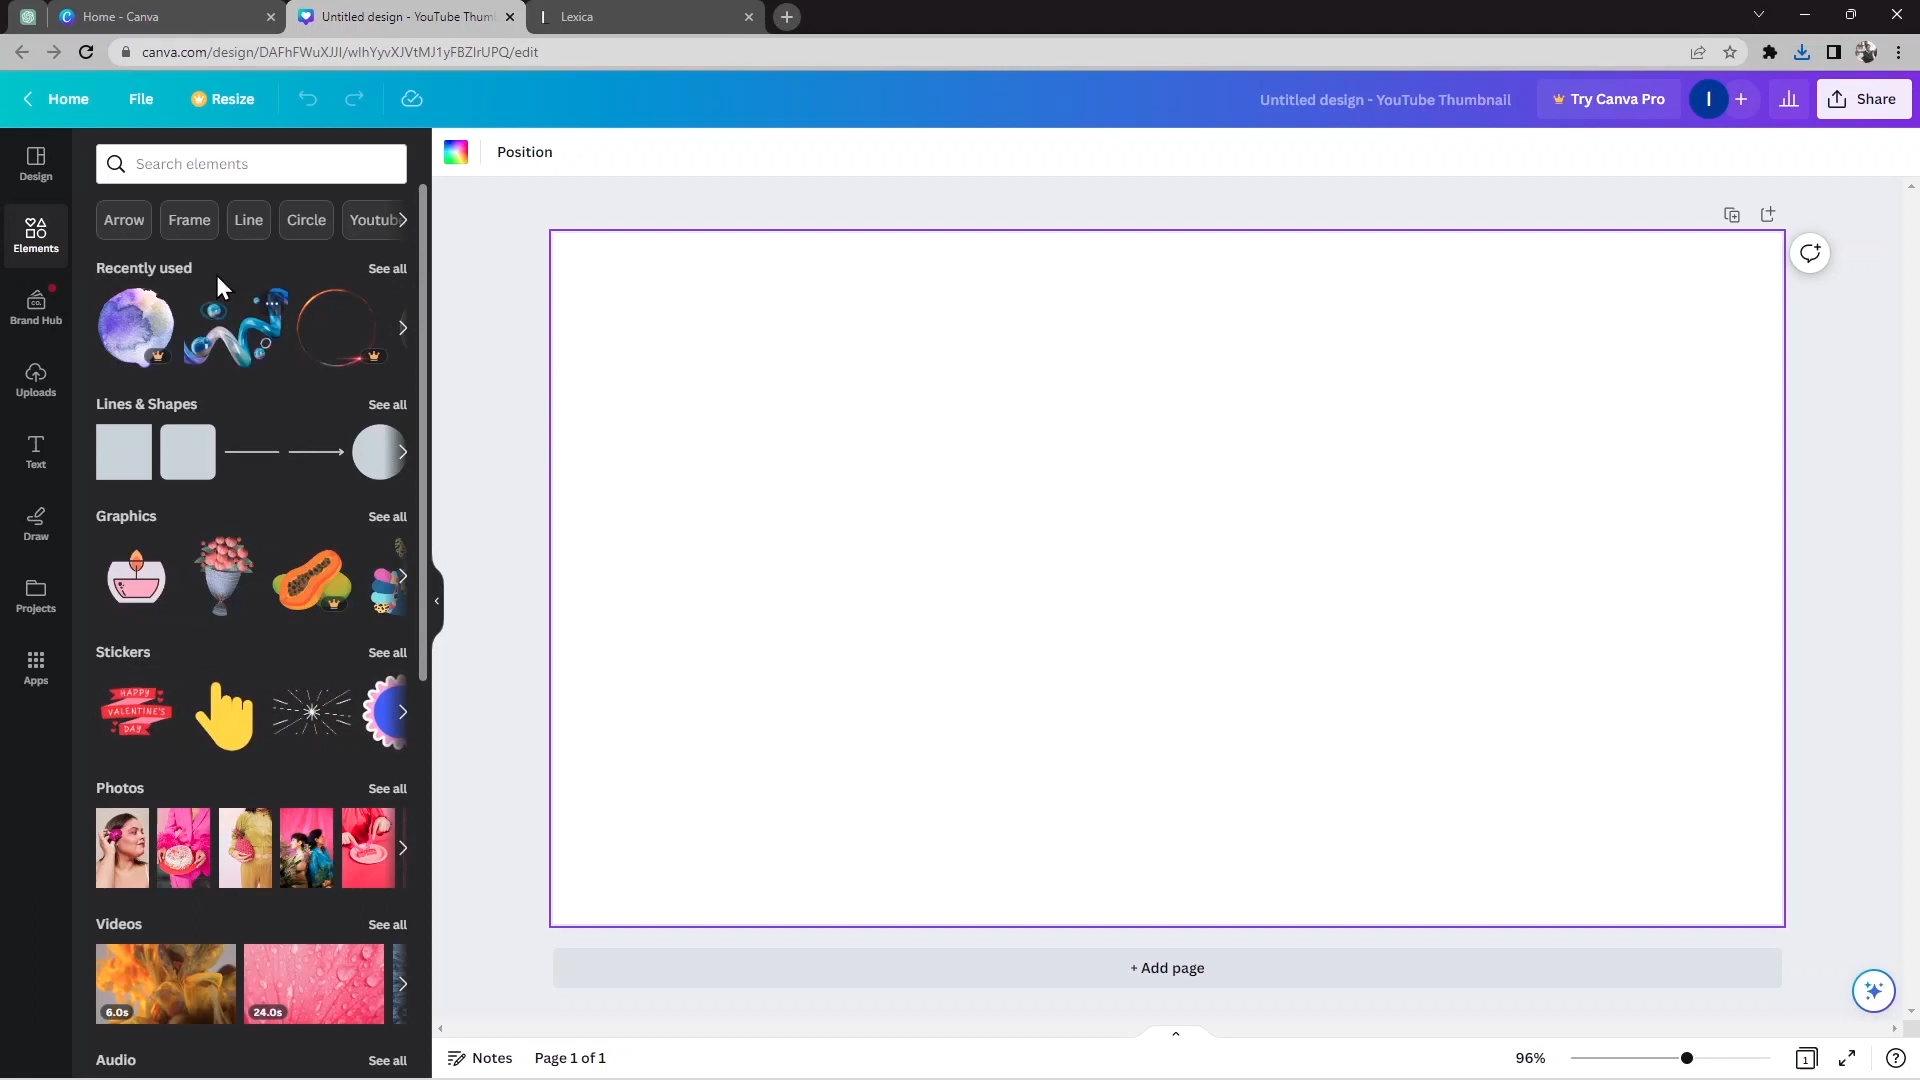 Home - Canva
Untitled design - YouTube Thum
Lexica
canva.com/design/DAFhFWuXJJI/wlhYyvXJVtMJ1yFBZlrUPQ/edit
Home
File
Resize
Untitled design - YouTube Thumbnail
Try Canva Pro
I
Share
Design
Elements
Brand Hub
Uploads
Text
Draw
Projects
Apps
Search elements
Arrow
Frame
Line
Circle
Youtub
Recently used
See all
Lines & Shapes
See all
Graphics
See all
Stickers
See all
HAPPY
VALENTINE'S
DAY
Photos
See all
Videos
See all
6.0s
24.0s
Audio
See all
Position
+ Add page
Notes
Page 1 of 1
96%
1